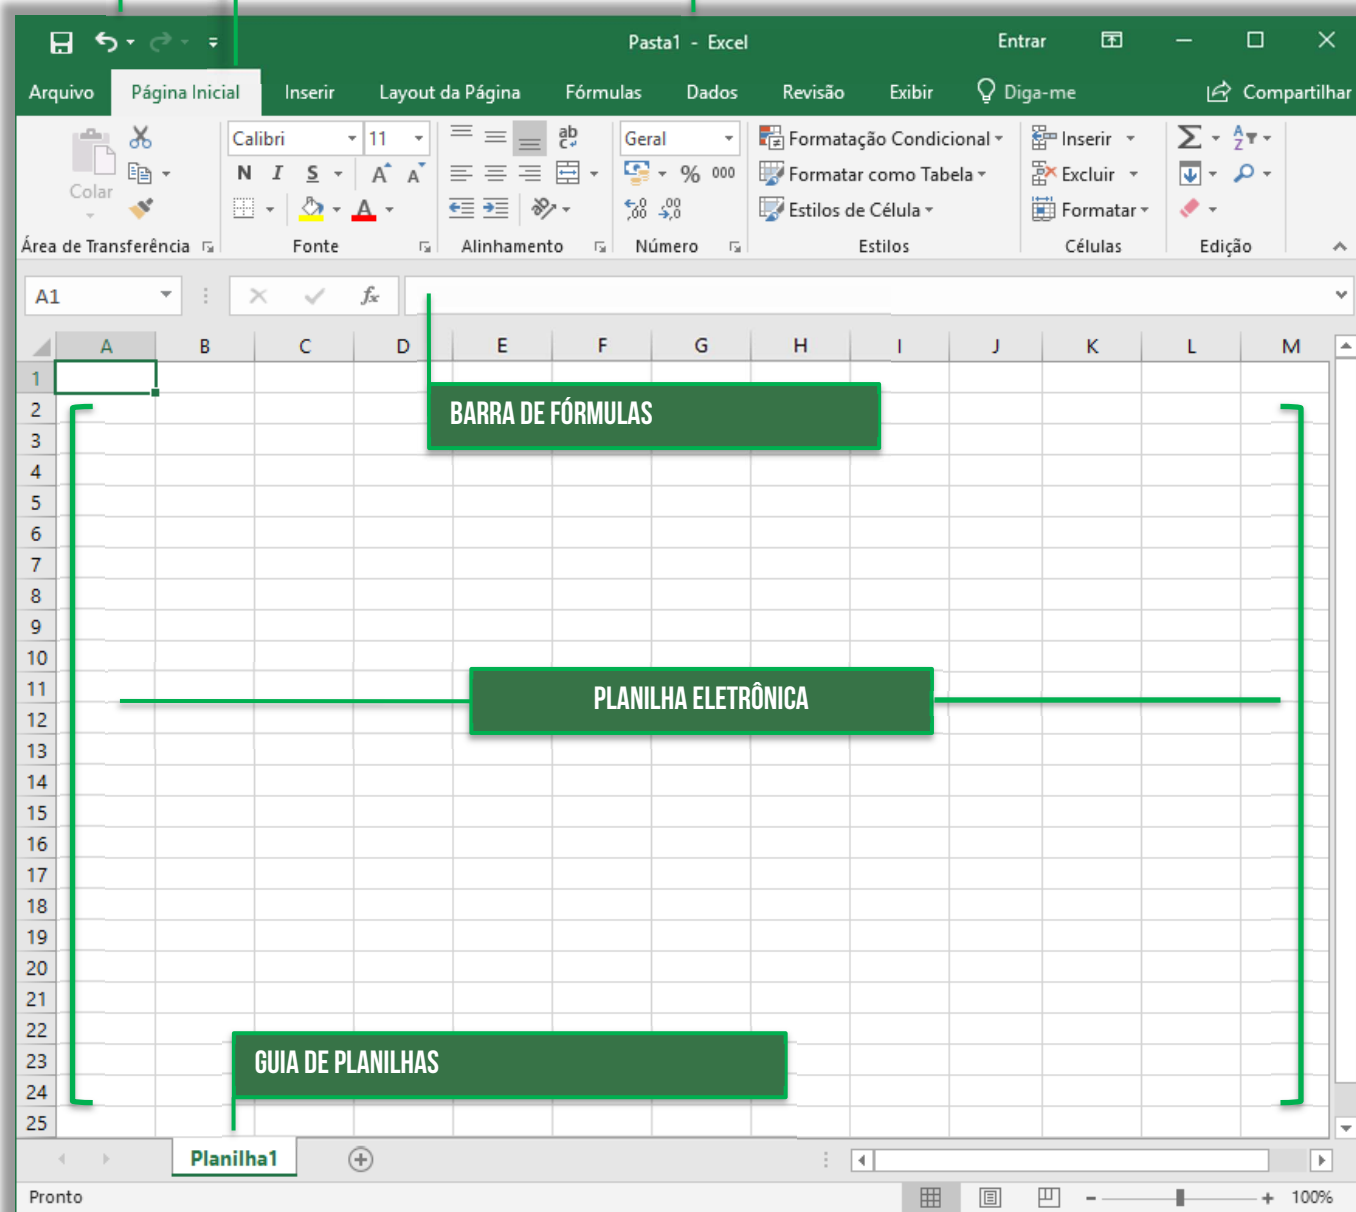 Pasta1 - Excel
Entrar
Arquivo Página Inicial Inserir Layout da Página Fórmulas Dados Revisão Exibir Diga-me Compartilhar
Calibri 11 ab c Geral Formatação Condicional Inserir Σ A Z
Colar N I S A A % 000 Formatar como Tabela Excluir
A ,00 ,00 ,0 Estilos de Célula Formatar
Área de Transferência Fonte Alinhamento Número Estilos Células Edição
A1 fx
A B C D E F G H I J K L M
1
2
BARRA DE FÓRMULAS
3
4
5
6
7
8
9
10
11
PLANILHA ELETRÔNICA
12
13
14
15
16
17
18
19
20
21
22
23
GUIA DE PLANILHAS
24
25
Planilha1
Pronto
100%